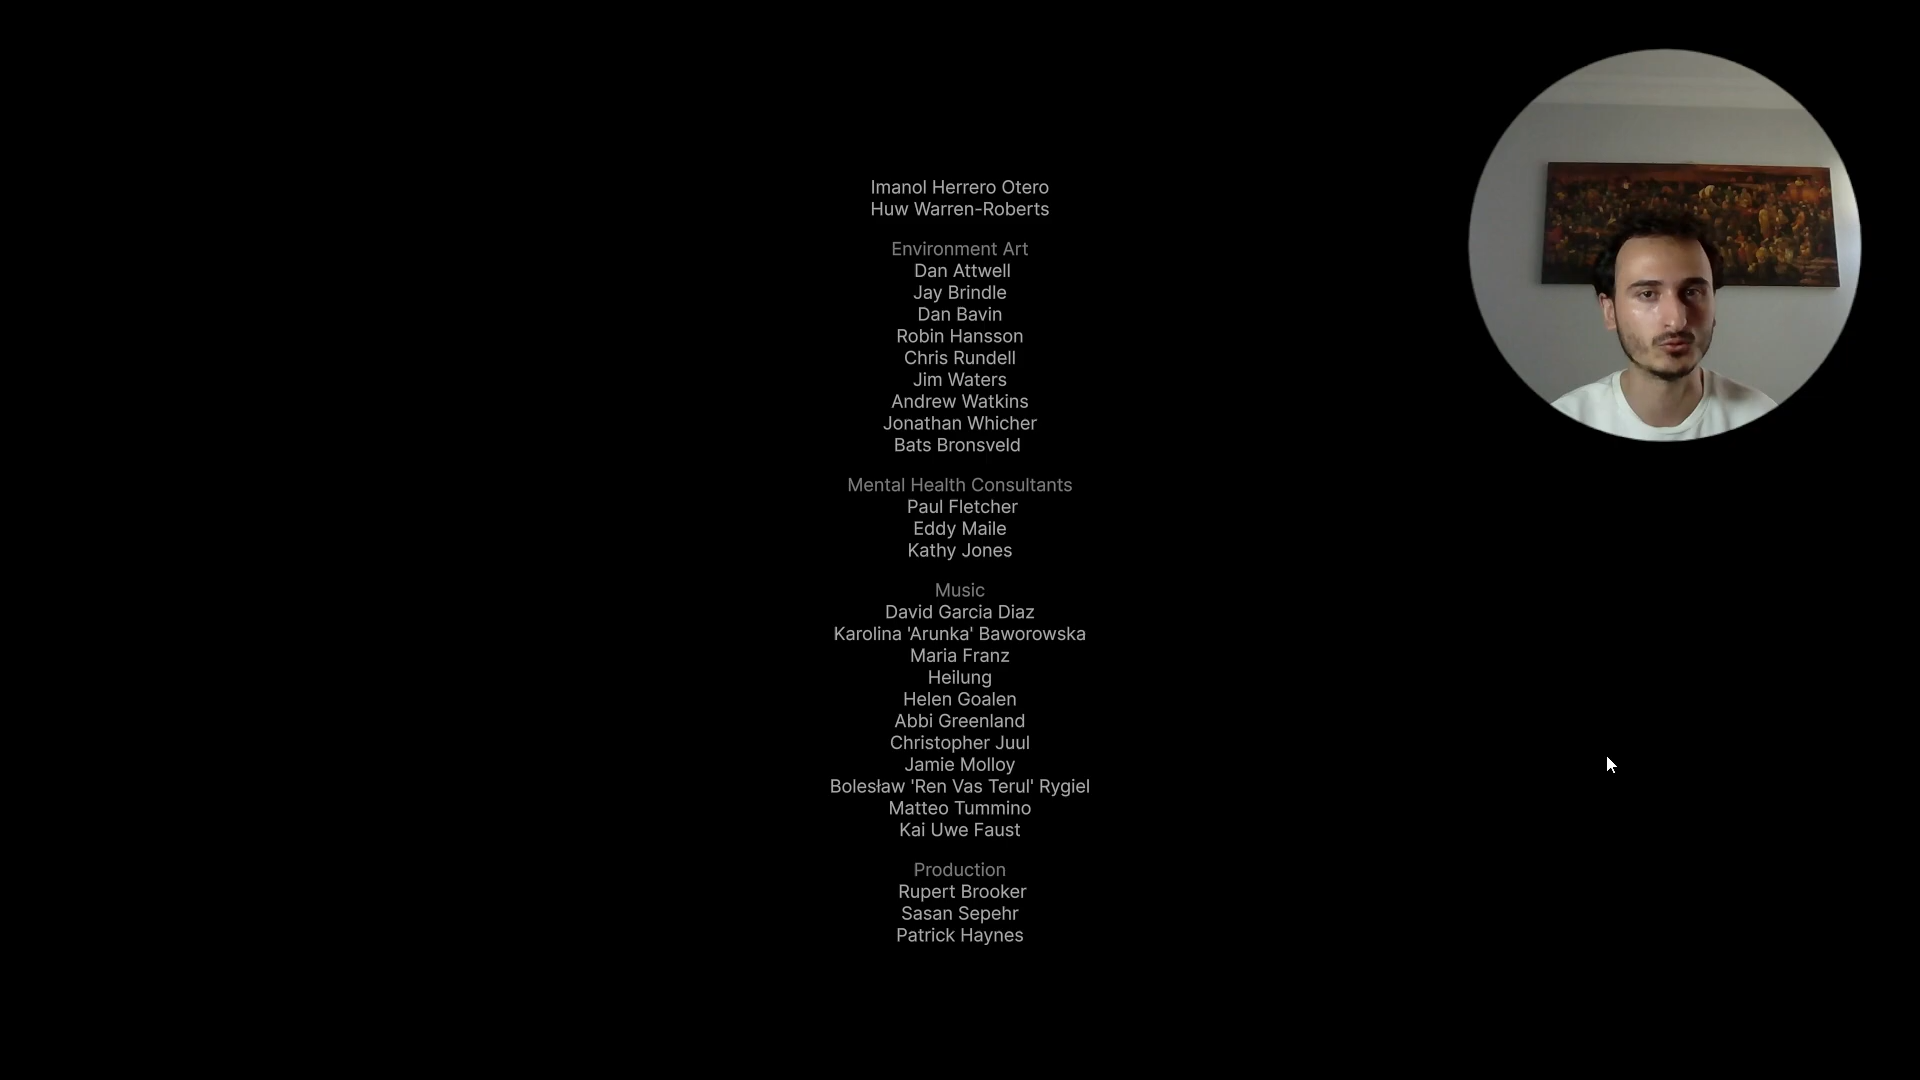 Imanol Herrero Otero
Huw Warren-Roberts
Environment Art
Dan Attwell
Jay Brindle
Dan Bavin
Robin Hansson
Chris Rundell
Jim Waters
Andrew Watkins
Jonathan Whicher
Bats Bronsveld
Mental Health Consultants
Paul Fletcher
Eddy Maile
Kathy Jones
Music
David Garcia Diaz
Karolina 'Arunka' Baworowska
Maria Franz
Heilung
Helen Goalen
Abbi Greenland
Christopher Juul
Jamie Molloy
Bolesław 'Ren Vas Terul' Rygiel
Matteo Tummino
Kai Uwe Faust
Production
Rupert Brooker
Sasan Sepehr
Patrick Haynes